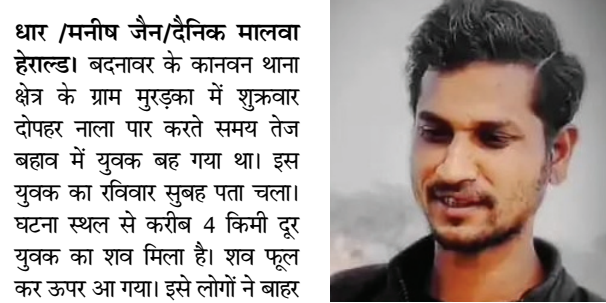 धार /मनीष जैन/दैनिक मालवा
हेराल्ड। बदनावर के कानवन थाना
क्षेत्र के ग्राम मुरड़का में शुक्रवार
दोपहर नाला पार करते समय तेज
बहाव में युवक बह गया था। इस
युवक का रविवार सुबह पता चला।
घटना स्थल से करीब 4 किमी दूर
युवक का शव मिला है। शव फूल
कर ऊपर आ गया। इसे लोगों ने बाहर